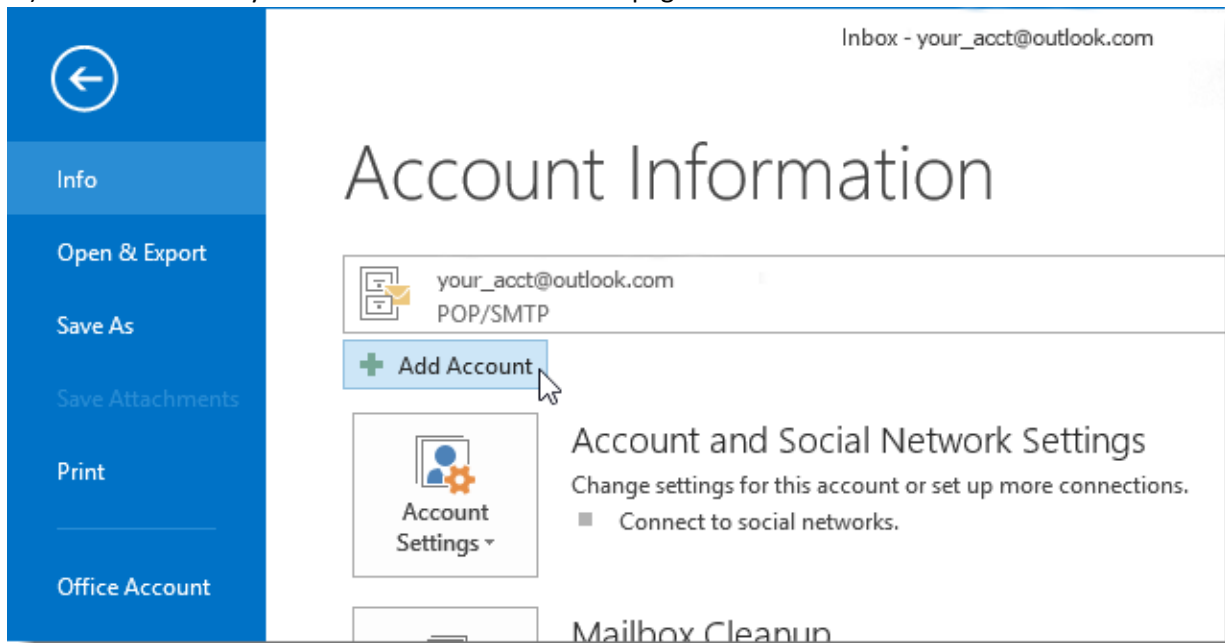 Inbox - your_acct@outlook.com
Info
Open & Export
Save As
Save Attachments
Print
Office Account
Account Information
your_acct@outlook.com
POP/SMTP
Add Account
Account
Settings
Account and Social Network Settings
Change settings for this account or set up more connections.
Connect to social networks.
Mailbox Cleanup